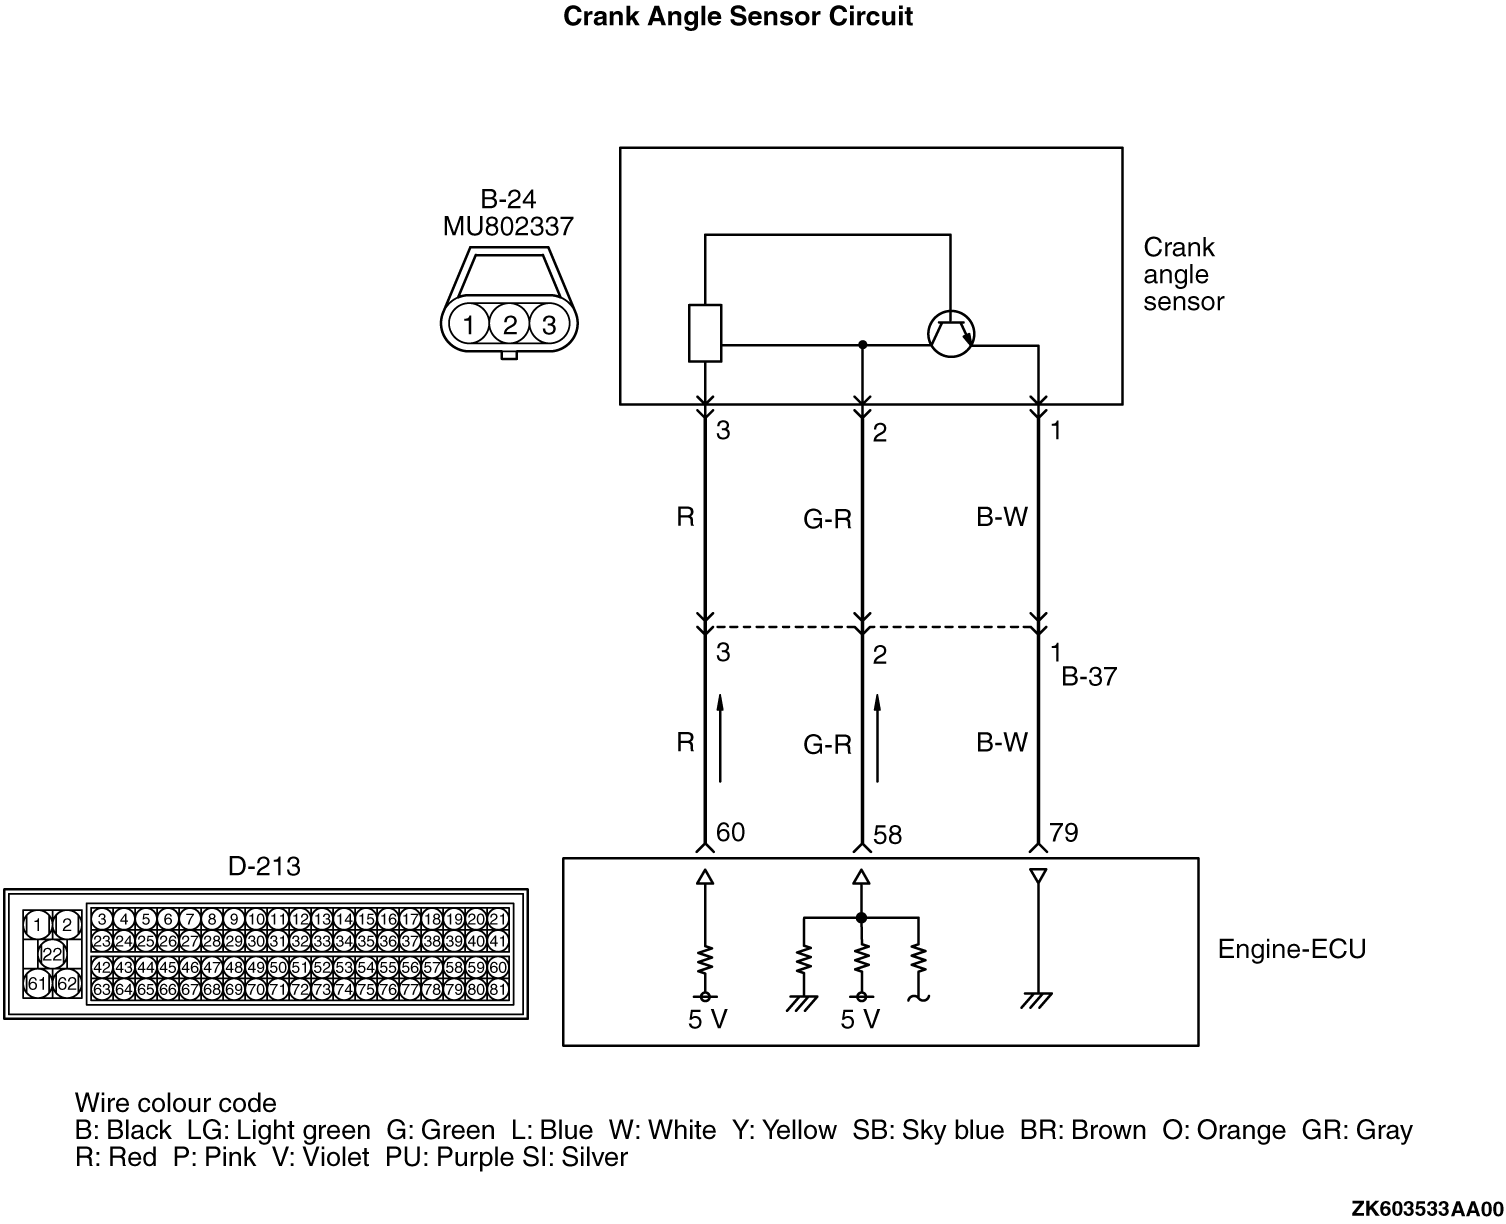 Crank Angle Sensor Circuit
B-24
MU802337
1 2 3
Crank
angle
sensor
3 2 1
R G-R B-W
3 2 1
B-37
R G-R B-W
60 58 79
D-213
1 2 3 4 5 6 7 8 9 10 11 12 13 14 15 16 17 18 19 20 21
22 23 24 25 26 27 28 29 30 31 32 33 34 35 36 37 38 39 40 41
42 43 44 45 46 47 48 49 50 51 52 53 54 55 56 57 58 59 60
61 62 63 64 65 66 67 68 69 70 71 72 73 74 75 76 77 78 79 80 81
Engine-ECU
5 V 5 V
Wire colour code
B: Black LG: Light green G: Green L: Blue W: White Y: Yellow SB: Sky blue BR: Brown O: Orange GR: Gray
R: Red P: Pink V: Violet PU: Purple SI: Silver
ZK603533AA00